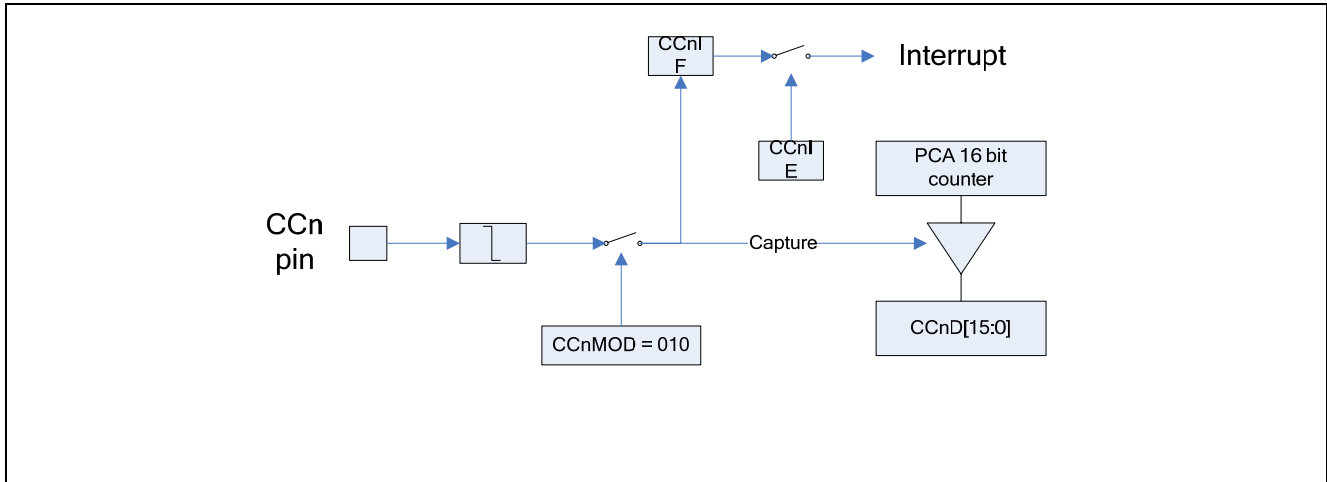 CCnI
F
Interrupt
CCnI
E
PCA 16 bit
counter
CCn
pin
Capture
CCnMOD = 010
CCnD[15:0]